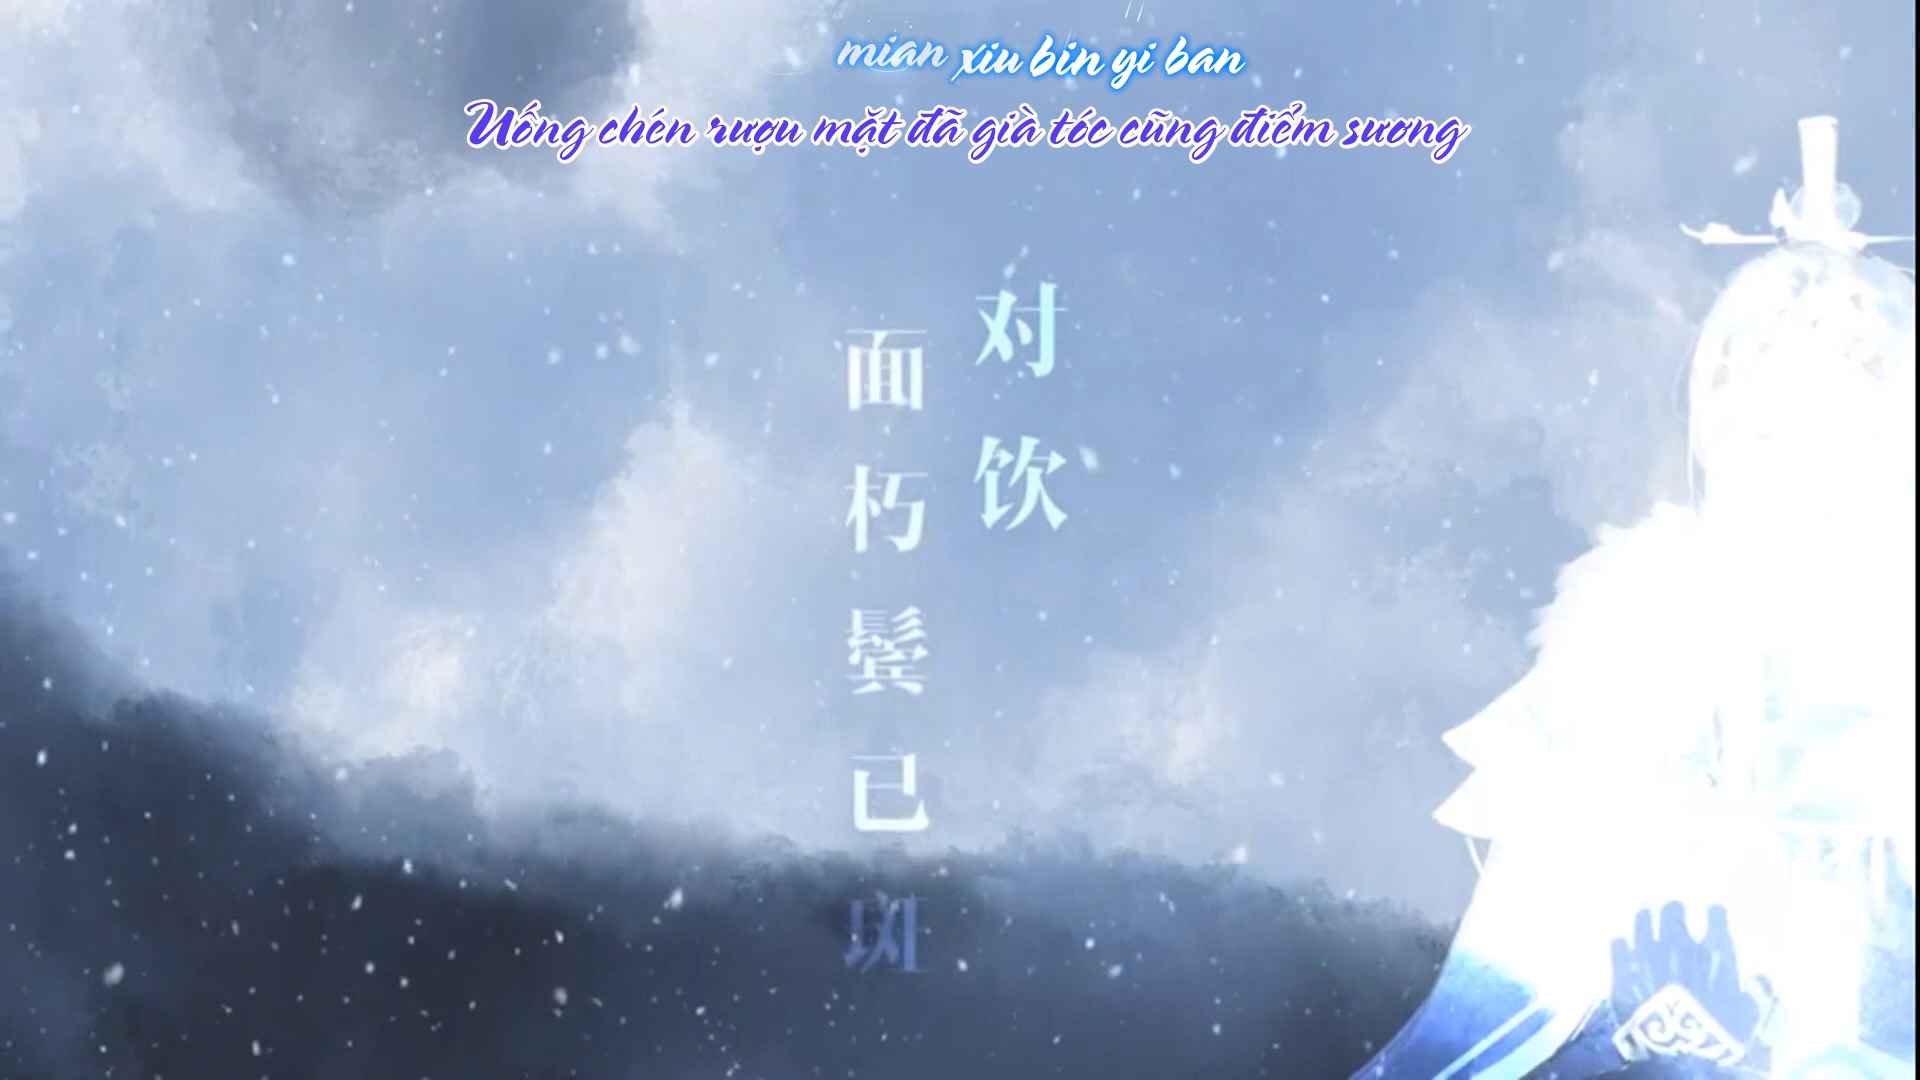 mian xiu bin yi ban
Uống chén rượu mặt đã già tóc cũng điểm sương
对饮
面朽鬓已斑